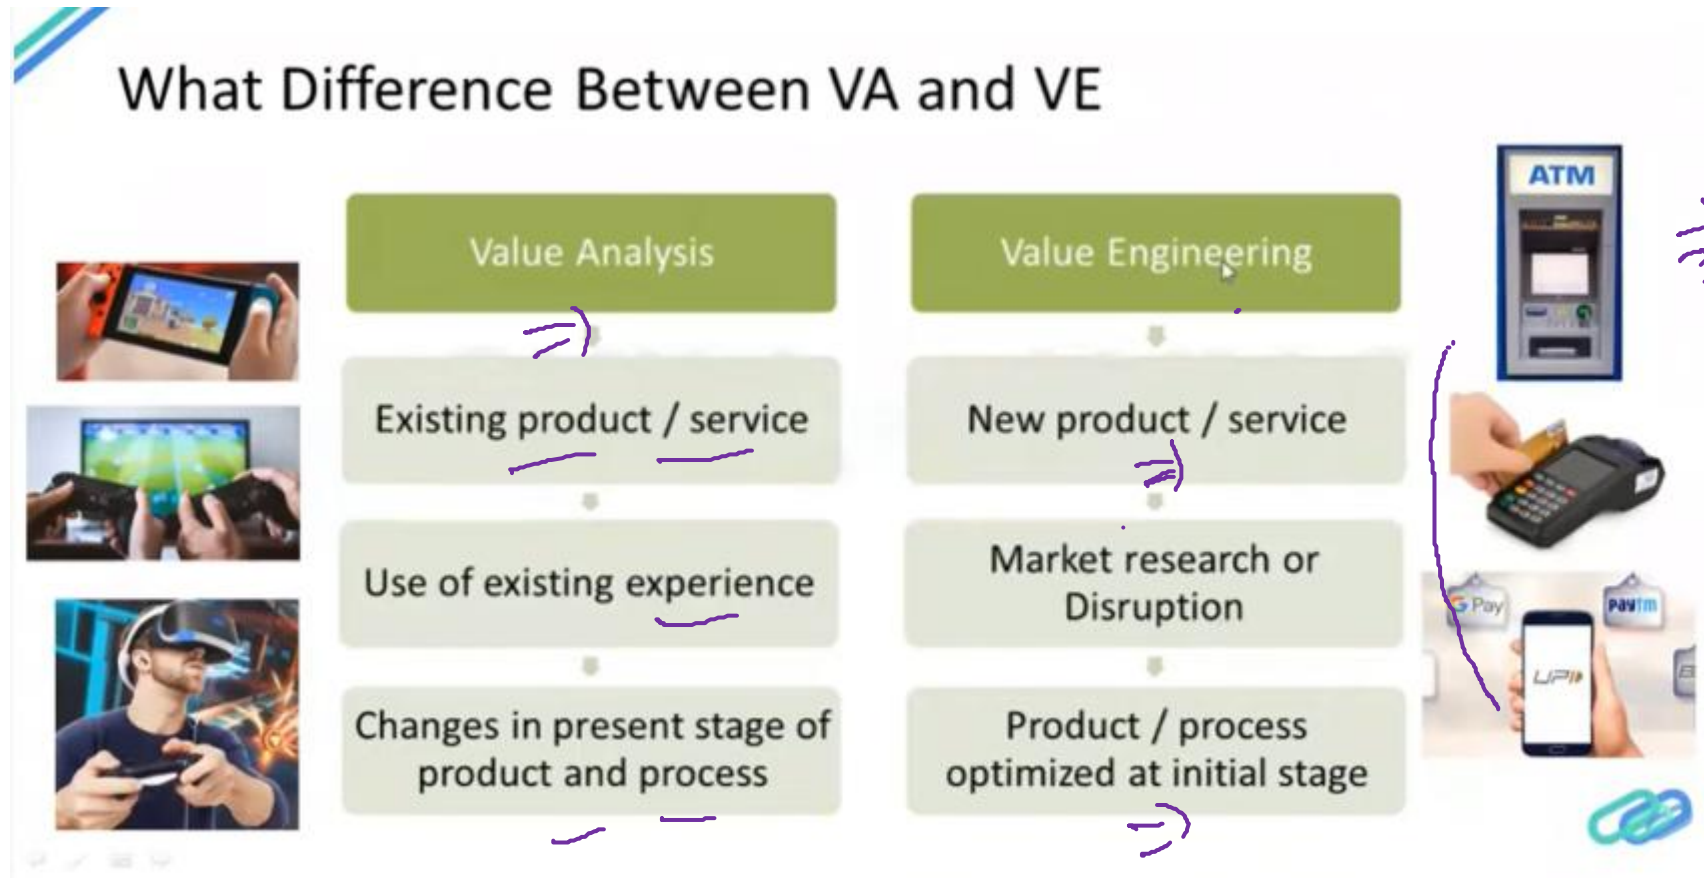 What Difference Between VA and VE
Value Analysis
Existing product / service
Use of existing experience
Changes in present stage of
product and process
Value Engineering
New product / service
Market research or
Disruption
Product / process
optimized at initial stage
ATM
G Pay
Paytm
UPI